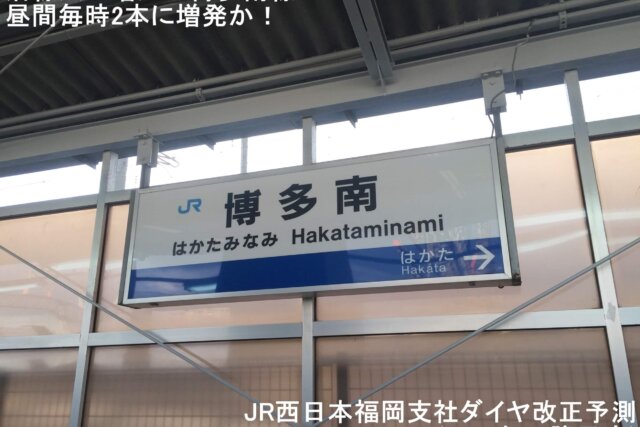 昼間毎時2本に増発か！
JR 博多南
はかたみなみ Hakataminami
はかた
Hakata
JR西日本福岡支社ダイヤ改正予測